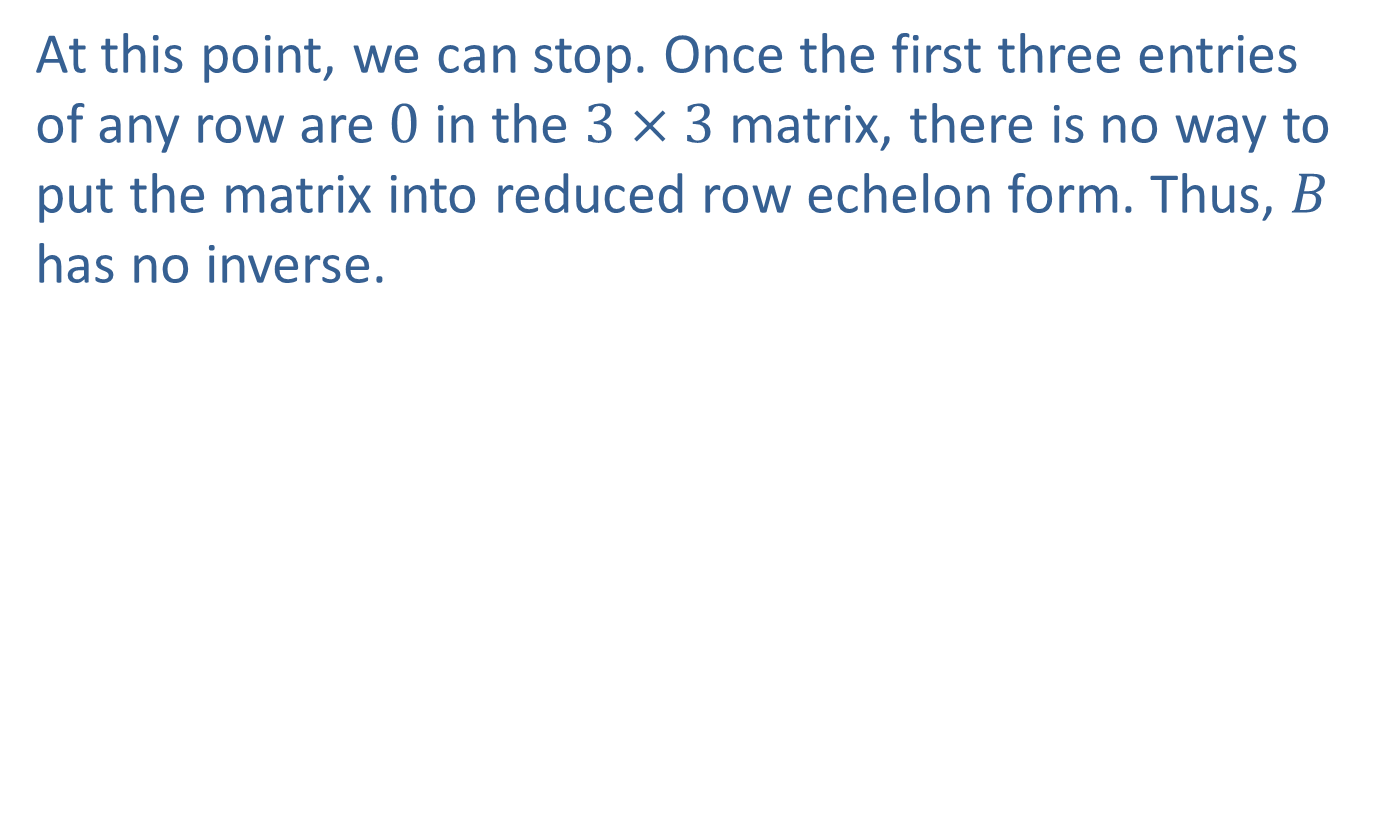 At this point, we can stop. Once the first three entries
of any row are 0 in the 3 × 3 matrix, there is no way to
put the matrix into reduced row echelon form. Thus, B
has no inverse.